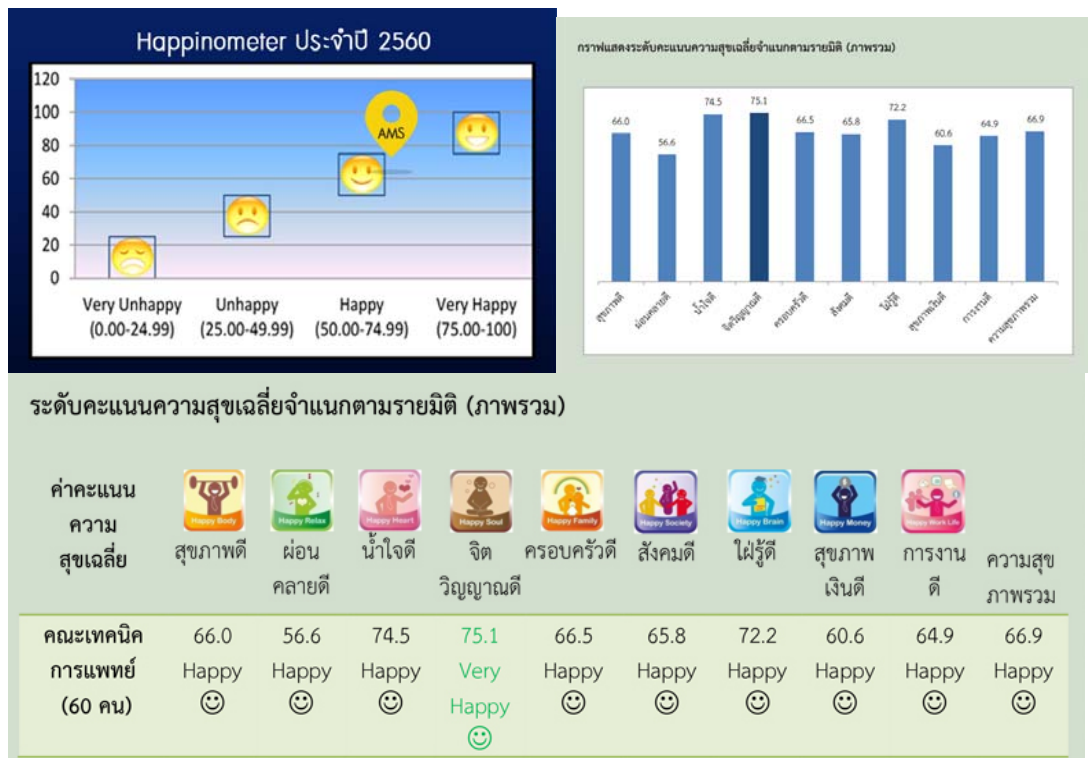 Happinometer ประจำปี 2560
120
100
80
60
40
20
0
AMS
Very Unhappy
(0.00-24.99)
Unhappy
(25.00-49.99)
Happy
(50.00-74.99)
Very Happy
(75.00-100)
กราฟแสดงระดับคะแนนความสุขเฉลี่ยจำแนกตามรายมิติ (ภาพรวม)
66.0
56.6
74.5
75.1
66.5
65.8
72.2
60.6
64.9
66.9
สุขภาพดี
ผ่อนคลายดี
น้ำใจดี
จิตวิญญาณดี
ครอบครัวดี
สังคมดี
ใฝ่รู้ดี
สุขภาพเงินดี
การงานดี
ความสุขภาพรวม
ระดับคะแนนความสุขเฉลี่ยจำแนกตามรายมิติ (ภาพรวม)
ค่าคะแนน
ความ
สุขเฉลี่ย
Happy Body
สุขภาพดี
Happy Relax
ผ่อน
คลายดี
Happy Heart
น้ำใจดี
Happy Soul
จิต
วิญญาณดี
Happy Family
ครอบครัวดี
Happy Society
สังคมดี
Happy Brain
ใฝ่รู้ดี
Happy Money
สุขภาพ
เงินดี
Happy Work Life
การงาน
ดี
ความสุข
ภาพรวม
คณะเทคนิค
การแพทย์
(60 คน)
66.0
Happy
56.6
Happy
74.5
Happy
75.1
Very
Happy
66.5
Happy
65.8
Happy
72.2
Happy
60.6
Happy
64.9
Happy
66.9
Happy